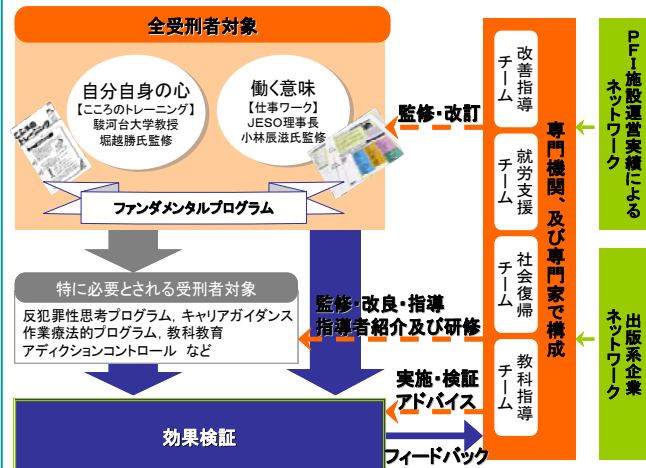 全受刑者対象
自分自身の心
【こころのトレーニング】
駿河台大学教授
堀越勝氏監修
働く意味
【仕事ワーク】
JESO理事長
小林辰滋氏監修
ファンダメンタルプログラム
監修・改訂
特に必要とされる受刑者対象
反犯罪性思考プログラム，キャリアガイダンス
作業療法的プログラム，教科教育
アディクションコントロール など
監修・改良・指導
指導者紹介及び研修
実施・検証
アドバイス
効果検証
フィードバック
改善指導
チーム
就労支援
チーム
社会復帰
チーム
教科指導
チーム
専門機関、及び専門家で構成
PFI施設運営実績による
ネットワーク
出版系企業
ネットワーク